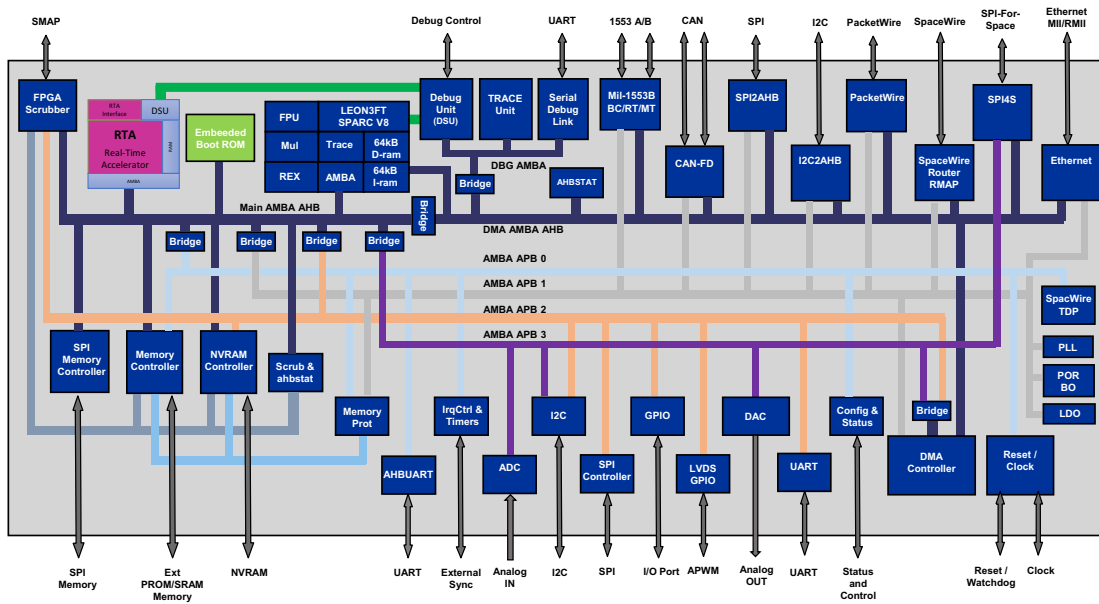 SMAP
Debug Control
UART
1553 A/B
CAN
SPI
I2C
PacketWire
SpaceWire
SPI-For-
Space
Ethernet
MII/RMII
FPGA
Scrubber
RTA
Interface
DSU
RTA
Real-Time
Accelerator
RAM
AMBA
Embeeded
Boot ROM
FPU
LEON3FT
SPARC V8
Mul
Trace
64kB
D-ram
REX
AMBA
64kB
I-ram
Debug
Unit
(DSU)
TRACE
Unit
Serial
Debug
Link
Mil-1553B
BC/RT/MT
SPI2AHB
PacketWire
SPI4S
CAN-FD
I2C2AHB
SpaceWire
Router
RMAP
Ethernet
DBG AMBA
Bridge
AHBSTAT
Main AMBA AHB
Bridge
DMA AMBA AHB
Bridge
Bridge
Bridge
Bridge
AMBA APB 0
AMBA APB 1
AMBA APB 2
AMBA APB 3
SpacWire
TDP
PLL
POR
BO
LDO
SPI
Memory
Controller
Memory
Controller
NVRAM
Controller
Scrub &
ahbstat
Memory
Prot
IrqCtrl &
Timers
I2C
GPIO
DAC
Config &
Status
Bridge
AHBUART
ADC
SPI
Controller
LVDS
GPIO
UART
DMA
Controller
Reset /
Clock
SPI
Memory
Ext
PROM/SRAM
Memory
NVRAM
UART
External
Sync
Analog
IN
I2C
SPI
I/O Port
APWM
Analog
OUT
UART
Status
and
Control
Reset /
Watchdog
Clock